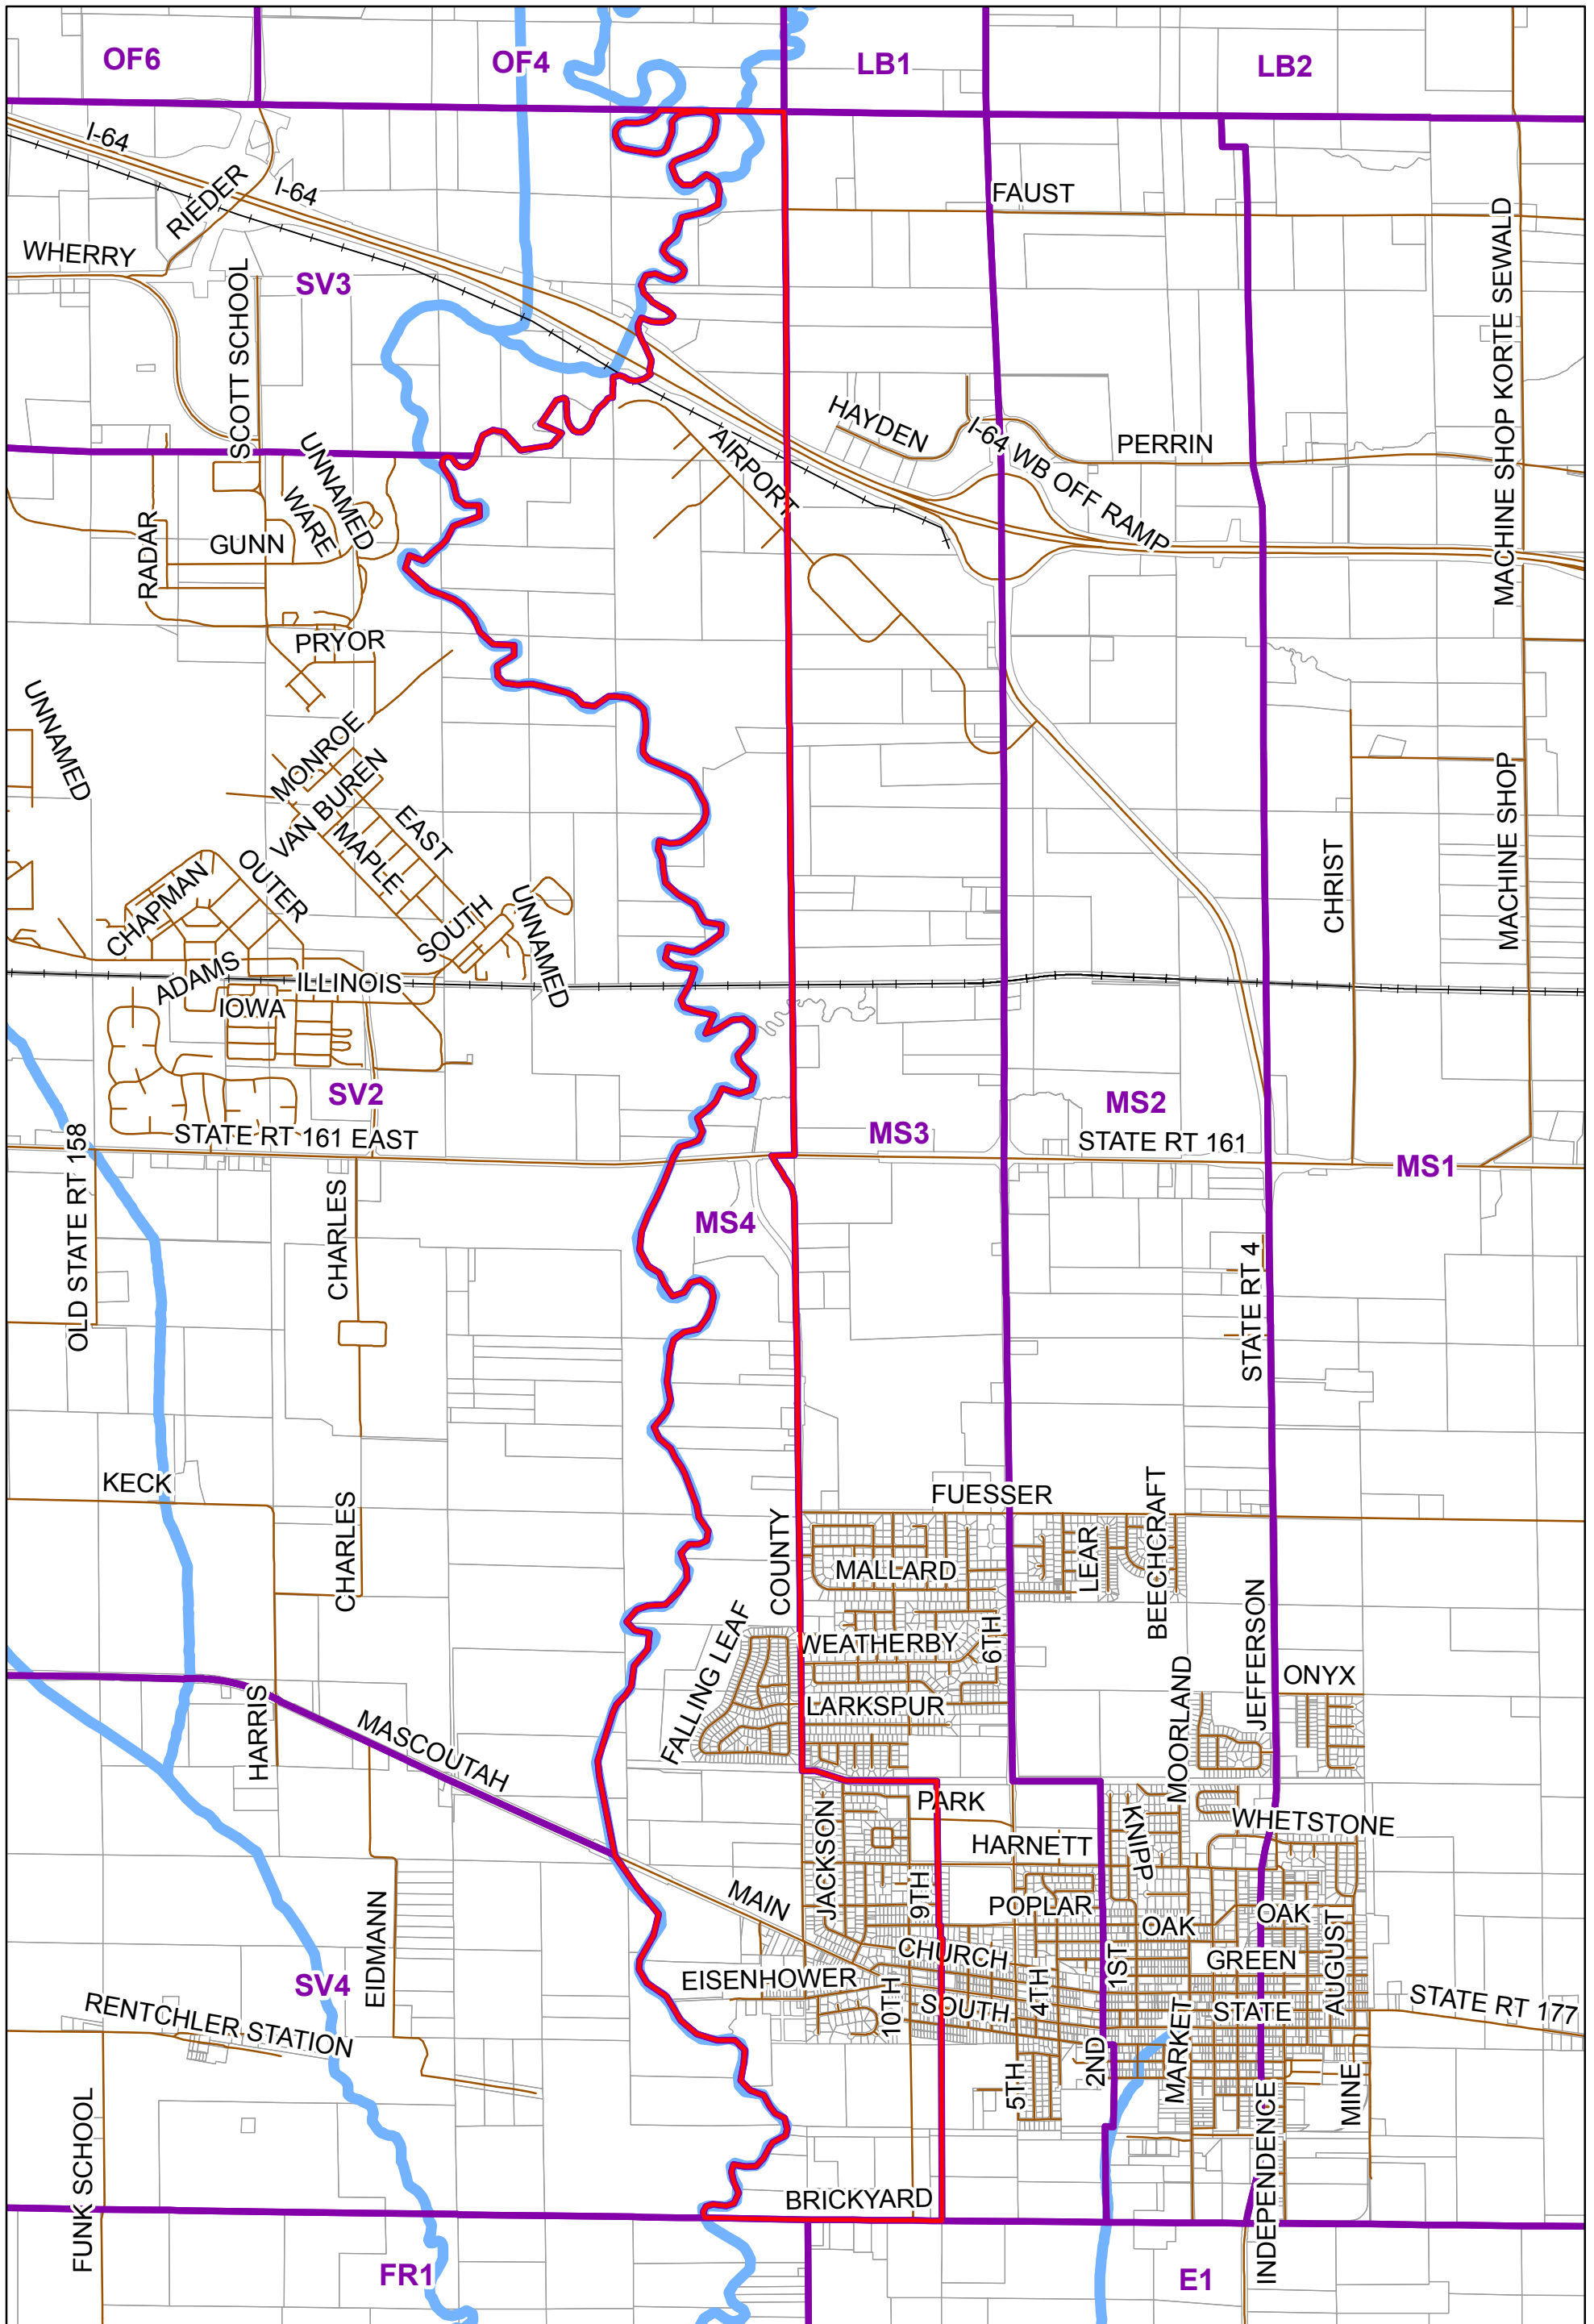 OF6
OF4
LB1
LB2
I-64
I-64
RIEDER
FAUST
WHERRY
SV3
SCOTT SCHOOL
MACHINE SHOP KORTE SEWALD
HAYDEN
I-64 WB OFF RAMP
PERRIN
AIRPORT
UNNAMED
WARE
RADAR
GUNN
PRYOR
UNNAMED
MONROE
VAN BUREN
EAST
MAPLE
OUTER
CHAPMAN
SOUTH
UNNAMED
CHRIST
MACHINE SHOP
ADAMS
ILLINOIS
IOWA
SV2
MS2
STATE RT 161 EAST
MS3
STATE RT 161
MS1
OLD STATE RT 158
CHARLES
MS4
STATE RT 4
KECK
CHARLES
FUESSER
COUNTY
MALLARD
LEAR
BEECHCRAFT
FALLING LEAF
WEATHERBY
6TH
JEFFERSON
ONYX
LARKSPUR
MOORLAND
HARRIS
MASCOUTAH
PARK
KNIPP
WHETSTONE
JACKSON
HARNETT
MAIN
9TH
POPLAR
OAK
OAK
CHURCH
GREEN
AUGUST
EIDMANN
SV4
EISENHOWER
10TH
SOUTH
4TH
1ST
STATE
STATE RT 177
RENTCHLER STATION
MARKET
5TH
2ND
MINE
FUNK SCHOOL
BRICKYARD
INDEPENDENCE
FR1
E1